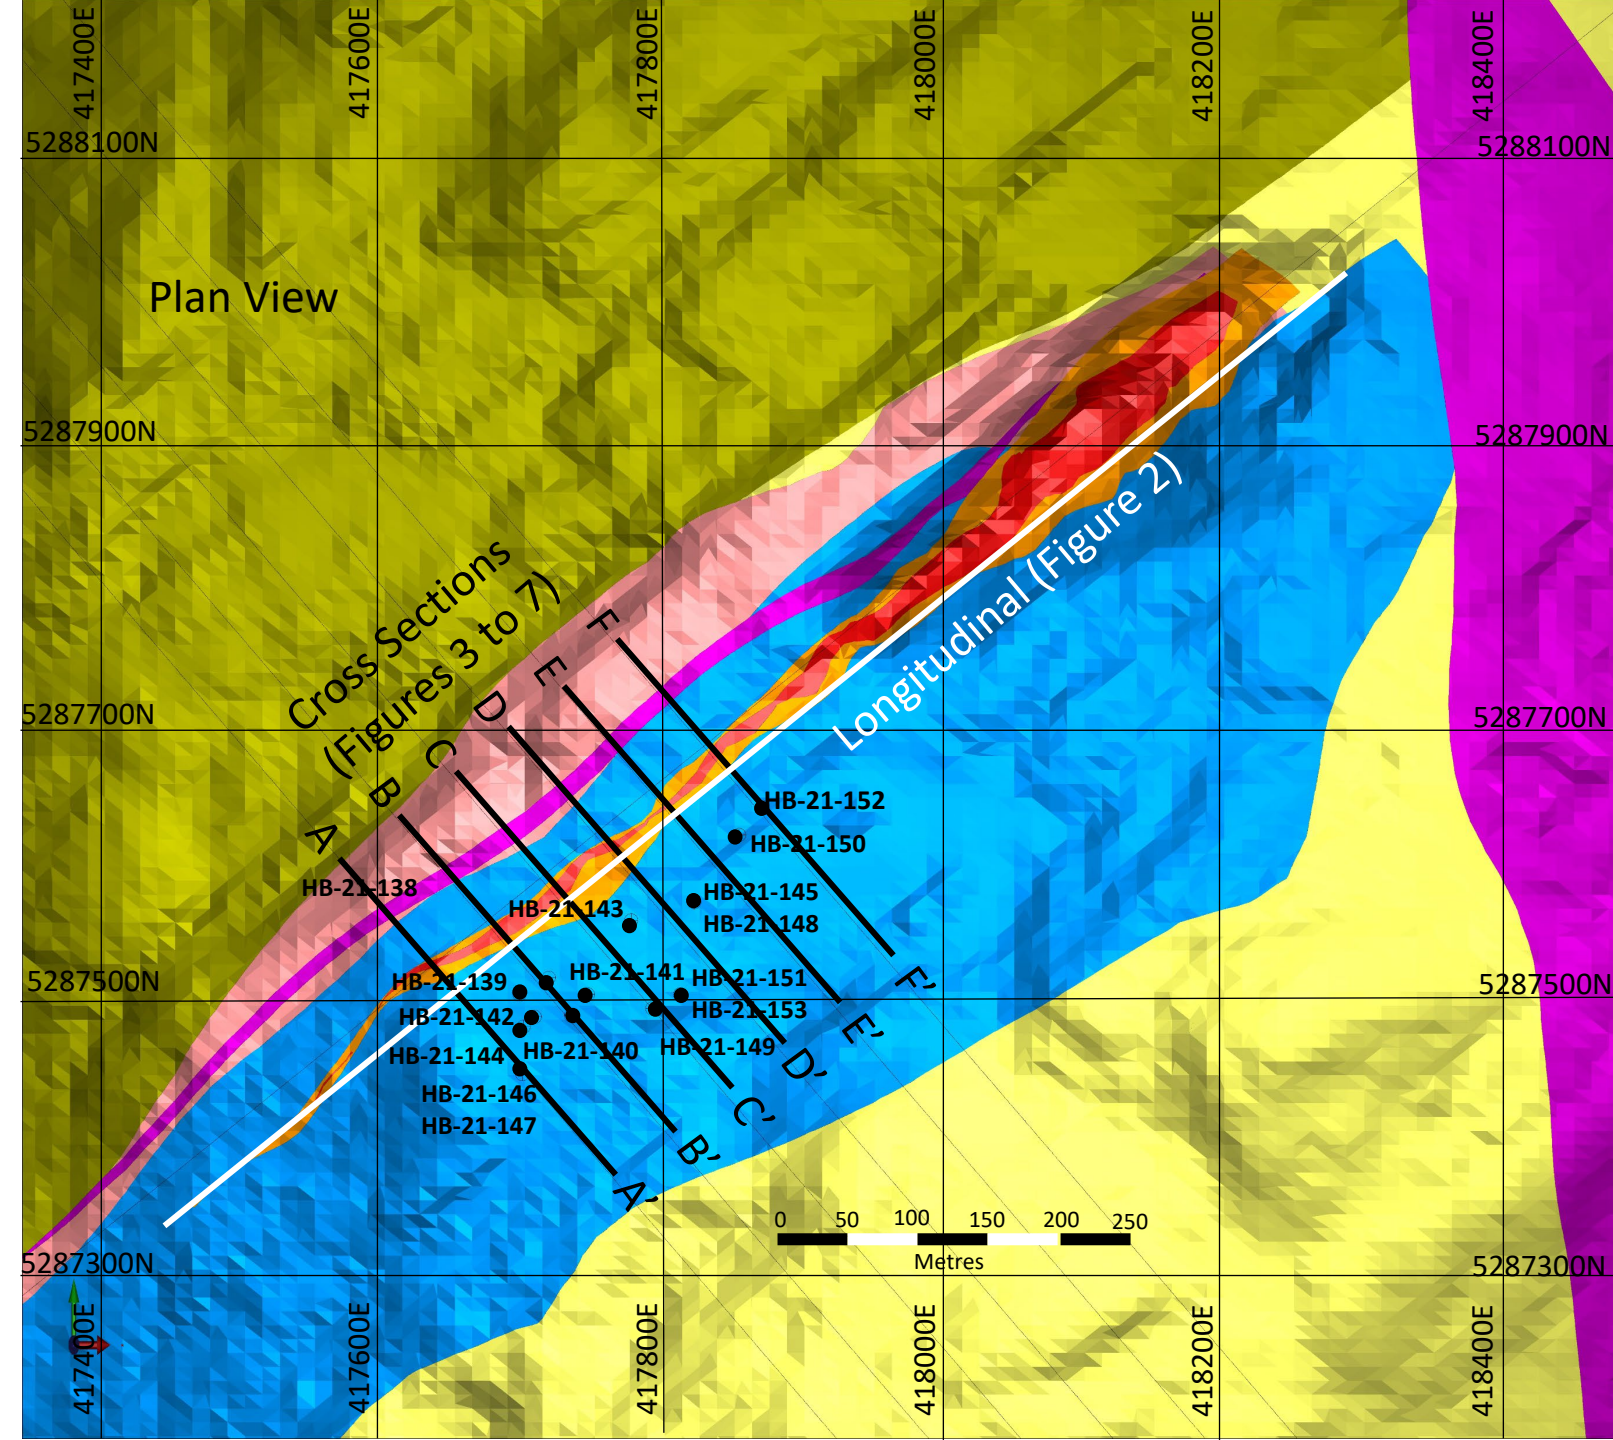 417400E
417600E
417800E
418000E
418200E
418400E
5288100N
5288100N
Plan View
5287900N
5287900N
Cross Sections
(Figures 3 to 7)
Longitudinal (Figure 2)
5287700N
5287700N
F
E
D
C
B
A
HB-21-152
HB-21-150
HB-21-138
HB-21-145
HB-21-148
HB-21-143
HB-21-139
HB-21-141
HB-21-151
HB-21-153
HB-21-142
HB-21-149
HB-21-144
HB-21-140
HB-21-146
HB-21-147
5287500N
5287500N
F’
E’
D’
C’
B’
A’
0 50 100 150 200 250
Metres
5287300N
5287300N
417400E
417600E
417800E
418000E
418200E
418400E